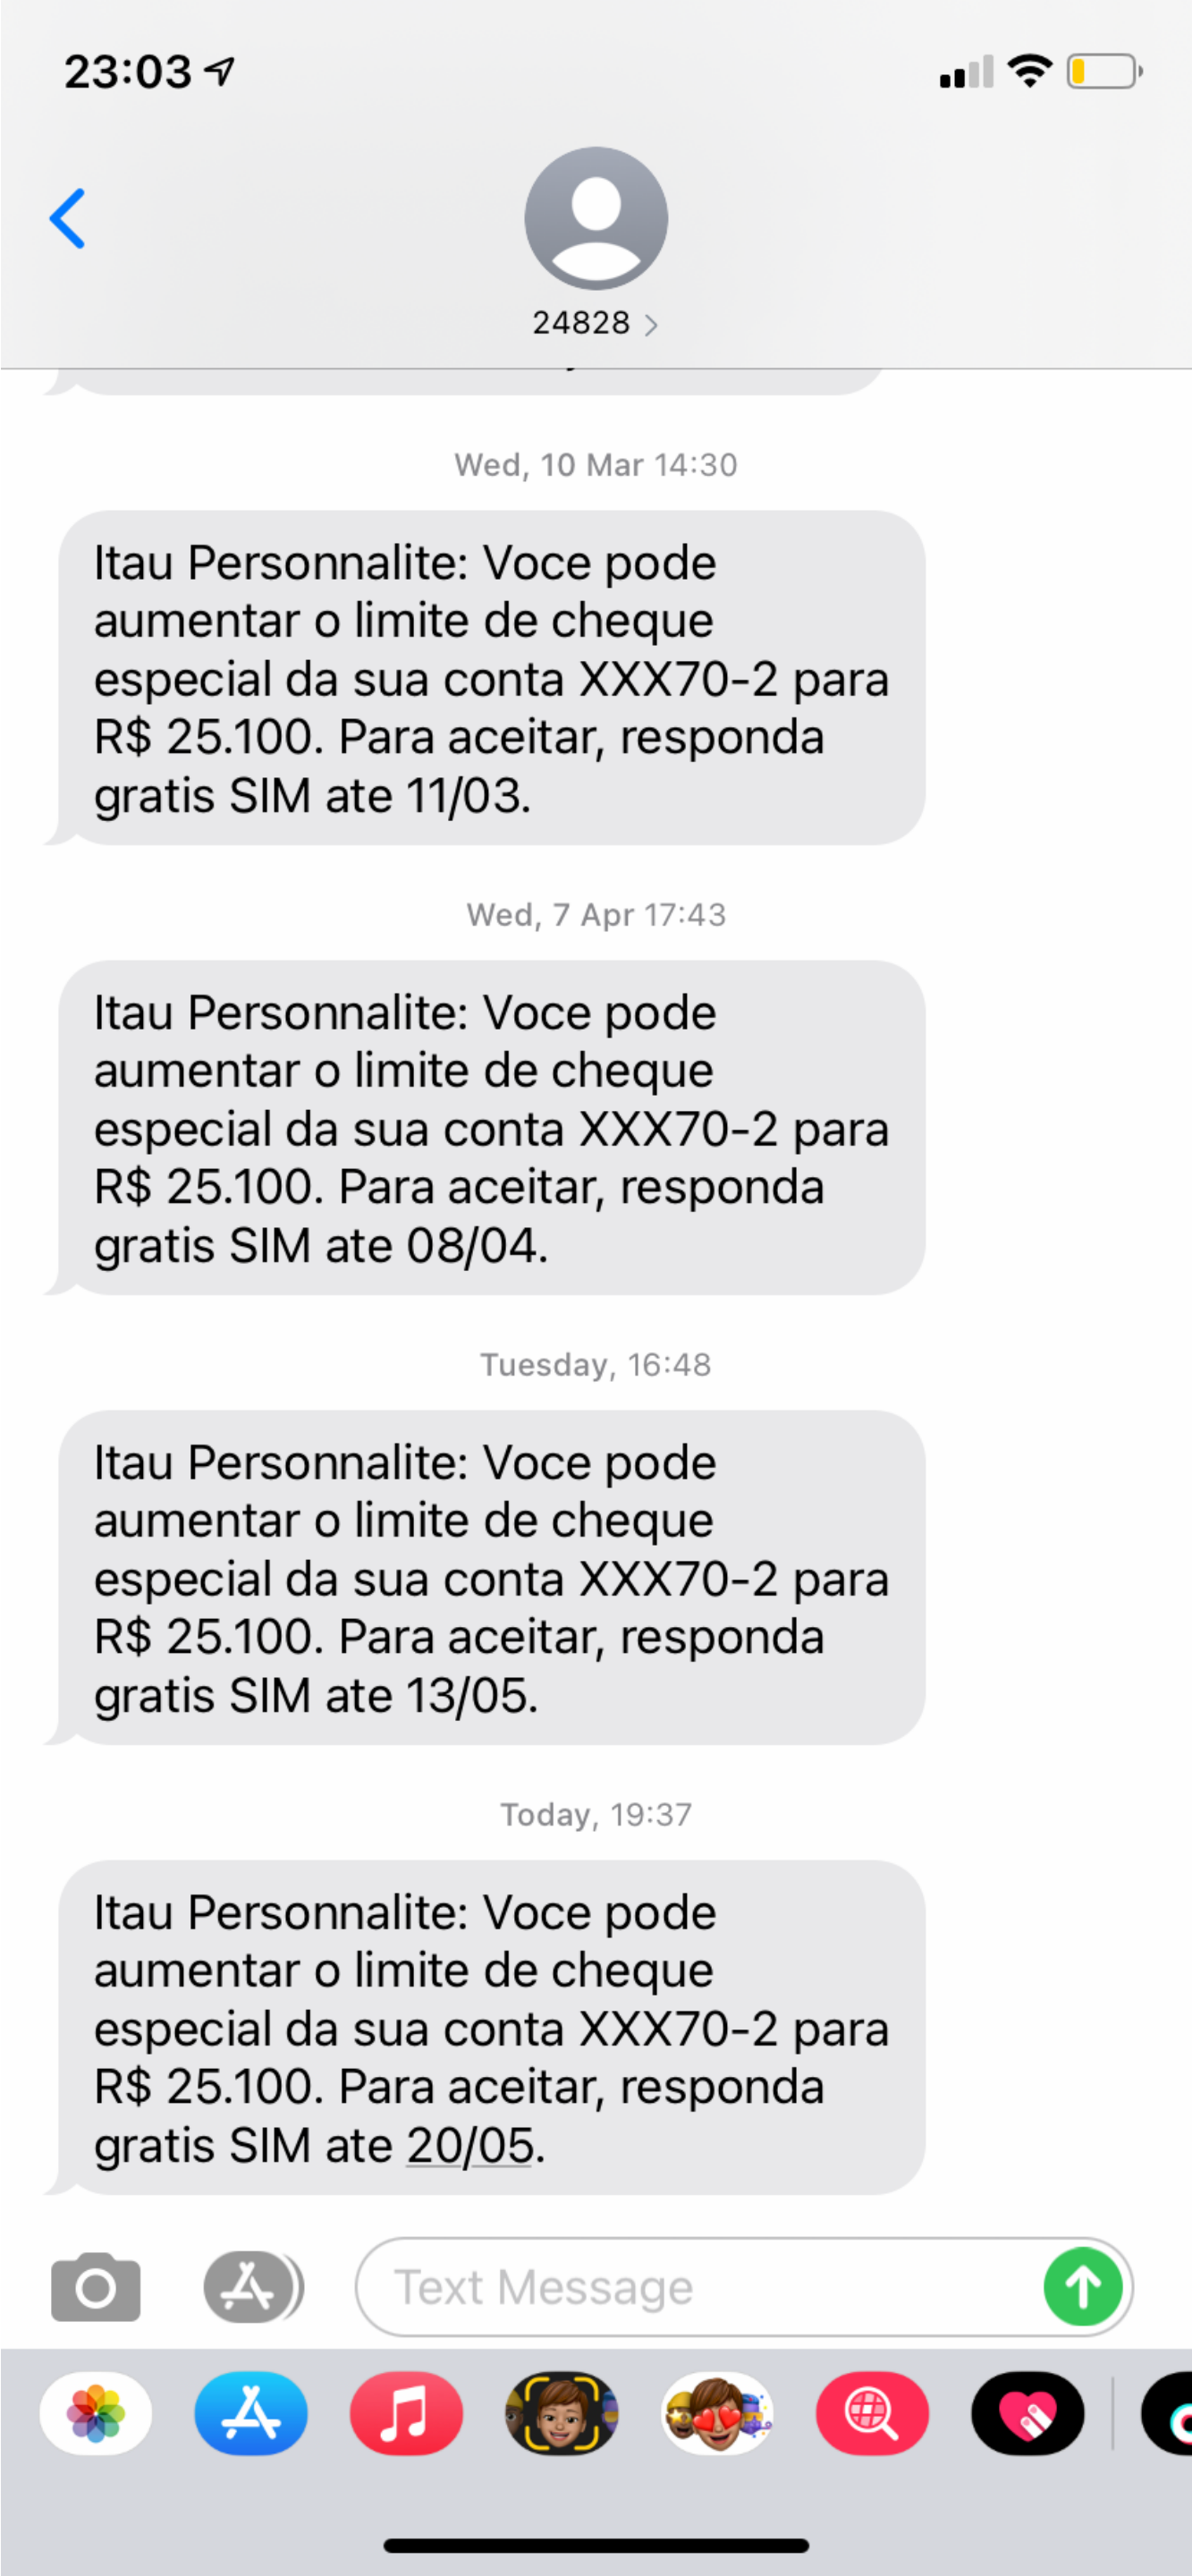 23:03
24828
Wed, 10 Mar 14:30
Itau Personnalite: Voce pode
aumentar o limite de cheque
especial da sua conta XXX70-2 para
R$ 25.100. Para aceitar, responda
gratis SIM ate 11/03.
Wed, 7 Apr 17:43
Itau Personnalite: Voce pode
aumentar o limite de cheque
especial da sua conta XXX70-2 para
R$ 25.100. Para aceitar, responda
gratis SIM ate 08/04.
Tuesday, 16:48
Itau Personnalite: Voce pode
aumentar o limite de cheque
especial da sua conta XXX70-2 para
R$ 25.100. Para aceitar, responda
gratis SIM ate 13/05.
Today, 19:37
Itau Personnalite: Voce pode
aumentar o limite de cheque
especial da sua conta XXX70-2 para
R$ 25.100. Para aceitar, responda
gratis SIM ate 20/05.
Text Message